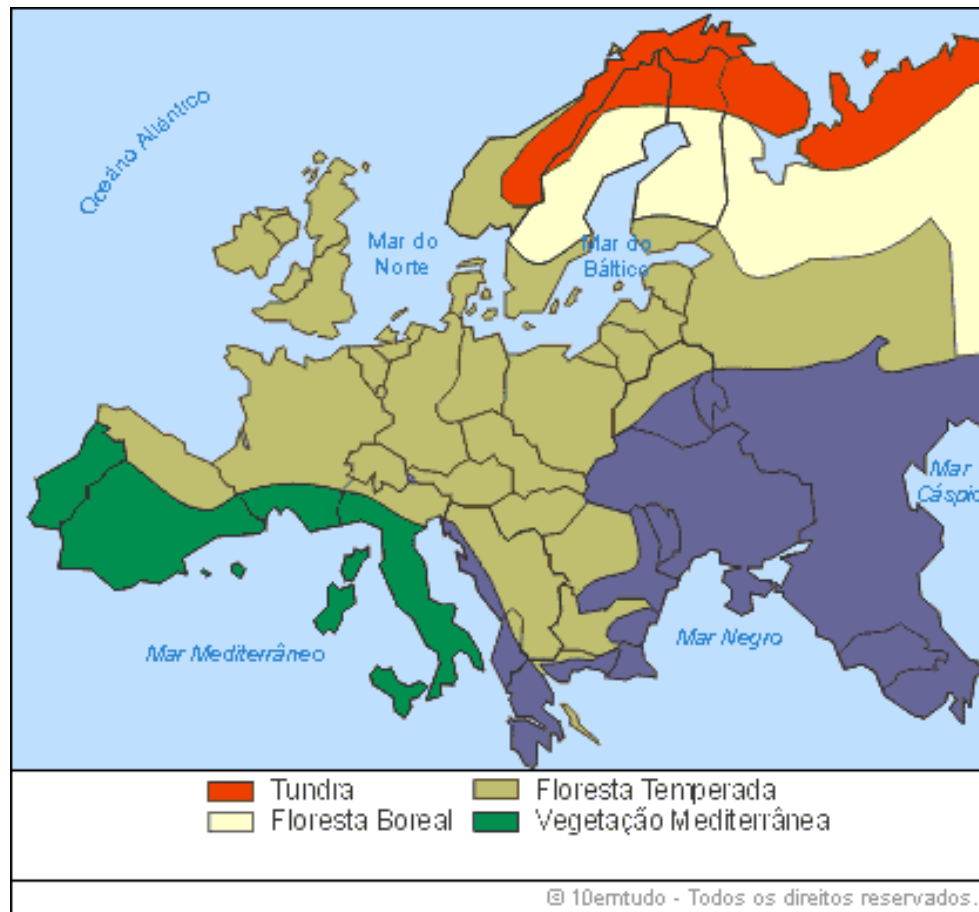 Oceâno Atlântico
Mar do
Norte
Mar do
Báltico
Mar
Cáspio
Mar Mediterrâneo
Mar Negro
Tundra
Floresta Temperada
Floresta Boreal
Vegetação Mediterrânea
© 10emtudo - Todos os direitos reservados.